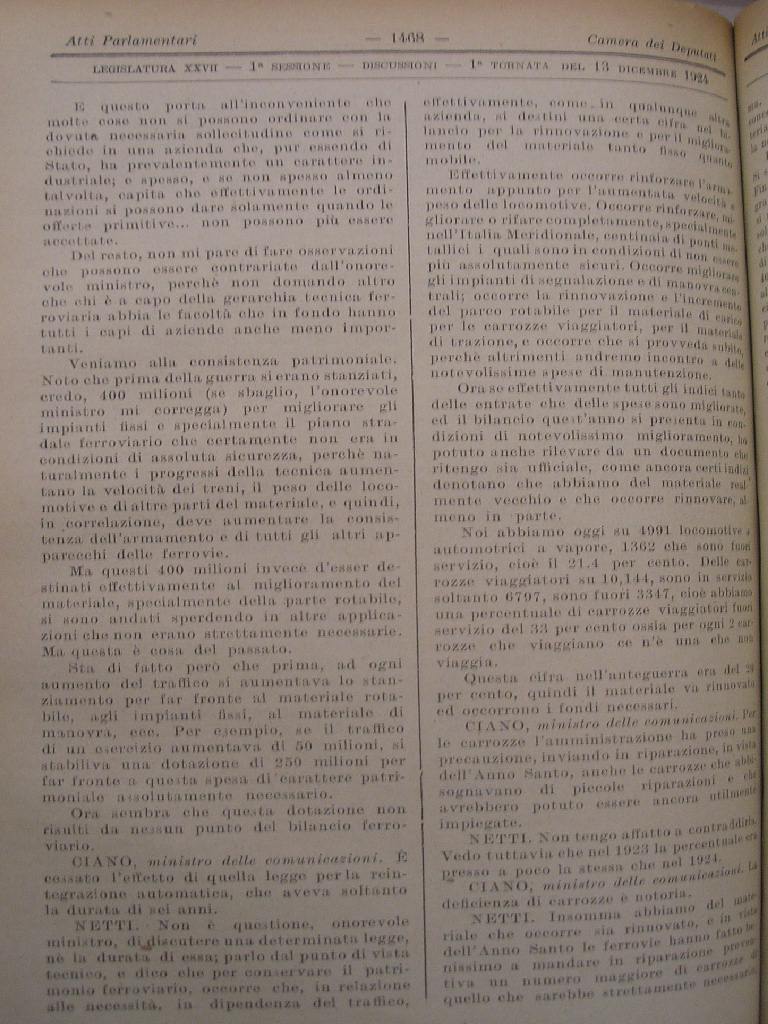 Atti Parlamentari — 1468 — Camera dei Deputati
LEGISLATURA XXVII — 1ª SESSIONE — DISCUSSIONI — 1ª TORNATA DEL 13 DICEMBRE 1924
E questo porta all'inconveniente che
molte cose non si possono ordinare con la
dovuta necessaria sollecitudine come si ri-
chiede in una azienda che, pur essendo di
Stato, ha prevalentemente un carattere in-
dustriale; e spesso, e se non spesso almeno
talvolta, capita che effettivamente le ordi-
nazioni si possono dare solamente quando le
offerte primitive... non possono più essere
accettate.
Del resto, non mi pare di fare osservazioni
che possono essere contrariate dall'onore-
vole ministro, perchè non domando altro
che chi è a capo della gerarchia tecnica fer-
roviaria abbia le facoltà che in fondo hanno
tutti i capi di aziende anche meno impor-
tanti.
Veniamo alla consistenza patrimoniale.
Noto che prima della guerra si erano stanziati,
credo, 400 milioni (se sbaglio, l'onorevole
ministro mi corregga) per migliorare gli
impianti fissi e specialmente il piano stra-
dale ferroviario che certamente non era in
condizioni di assoluta sicurezza, perchè na-
turalmente i progressi della tecnica aumen-
tano la velocità dei treni, il peso delle loco-
motive e di altre parti del materiale, e quindi,
in correlazione, deve aumentare la consis-
tenza dell'armamento e di tutti gli altri ap-
parecchi delle ferrovie.
Ma questi 400 milioni invece d'esser de-
stinati effettivamente al miglioramento del
materiale, specialmente della parte rotabile,
si sono andati sperdendo in altre applica-
zioni che non erano strettamente necessarie.
Ma questa è cosa del passato.
Sta di fatto però che prima, ad ogni
aumento del traffico si aumentava lo stan-
ziamento per far fronte al materiale rota-
bile, agli impianti fissi, al materiale di
manovra, ecc. Per esempio, se il traffico
di un esercizio aumentava di 50 milioni, si
stabiliva una dotazione di 250 milioni per
far fronte a questa spesa di carattere patri-
moniale assolutamente necessario.
Ora sembra che questa dotazione non
risulti da nessun punto del bilancio ferro-
viario.
CIANO, ministro delle comunicazioni. È
cessato l'effetto di quella legge per la rein-
tegrazione automatica, che aveva soltanto
la durata di sei anni.
NETTI. Non è questione, onorevole
ministro, di discutere una determinata legge,
nè la durata di essa; parlo dal punto di vista
tecnico, e dico che per conservare il patri-
monio ferroviario, occorre che, in relazione
alle necessità, in dipendenza del traffico,
effettivamente, come in qualunque altra
azienda, si destini una certa cifra nel bi-
lancio per la rinnovazione e per il migliora-
mento del materiale tanto fisso quanto
mobile.
Effettivamente occorre rinforzare l'arma-
mento appunto per l'aumentata velocità e
peso delle locomotive. Occorre rinforzare, mi-
gliorare o rifare completamente, specialmente
nell'Italia Meridionale, centinaia di ponti me-
tallici i quali sono in condizioni di non essere
più assolutamente sicuri. Occorre migliorare
gli impianti di segnalazione e di manovra cen-
trali; occorre la rinnovazione e l'incremento
del parco rotabile per il materiale di carico
per le carrozze viaggiatori, per il materiale
di trazione, e occorre che si provveda subito,
perchè altrimenti andremo incontro a delle
notevolissime spese di manutenzione.
Ora se effettivamente tutti gli indici tanto
delle entrate che delle spese sono migliorate,
ed il bilancio quest'anno si presenta in con-
dizioni di notevolissimo miglioramento, ho
potuto anche rilevare da un documento che
ritengo sia ufficiale, come ancora certi indizi
denotano che abbiamo del materiale real-
mente vecchio e che occorre rinnovare, al-
meno in parte.
Noi abbiamo oggi su 4991 locomotive e
automotrici a vapore, 1362 che sono fuori
servizio, cioè il 21.4 per cento. Delle car-
rozze viaggiatori su 10,144, sono in servizio
soltanto 6797, sono fuori 3347, cioè abbiamo
una percentuale di carrozze viaggiatori fuori
servizio del 33 per cento ossia per ogni 2 car-
rozze che viaggiano ce n'è una che non
viaggia.
Questa cifra nell'anteguerra era del 20
per cento, quindi il materiale va rinnovato
ed occorrono i fondi necessari.
CIANO, ministro delle comunicazioni. Per
le carrozze l'amministrazione ha preso una
precauzione, inviando in riparazione, in vista
dell'Anno Santo, anche le carrozze che abbi-
sognavano di piccole riparazioni e che
avrebbero potuto essere ancora utilmente
impiegate.
NETTI. Non tengo affatto a contraddirla.
Vedo tuttavia che nel 1923 la percentuale era
presso a poco la stessa che nel 1924.
CIANO, ministro delle comunicazioni. La
deficienza di carrozze è notoria.
NETTI. Insomma abbiamo del mate-
riale che occorre sia rinnovato, e in vista
dell'Anno Santo le ferrovie hanno fatto be-
nissimo a mandare in riparazione preven-
tiva un numero maggiore di carrozze di
quello che sarebbe strettamente necessario,